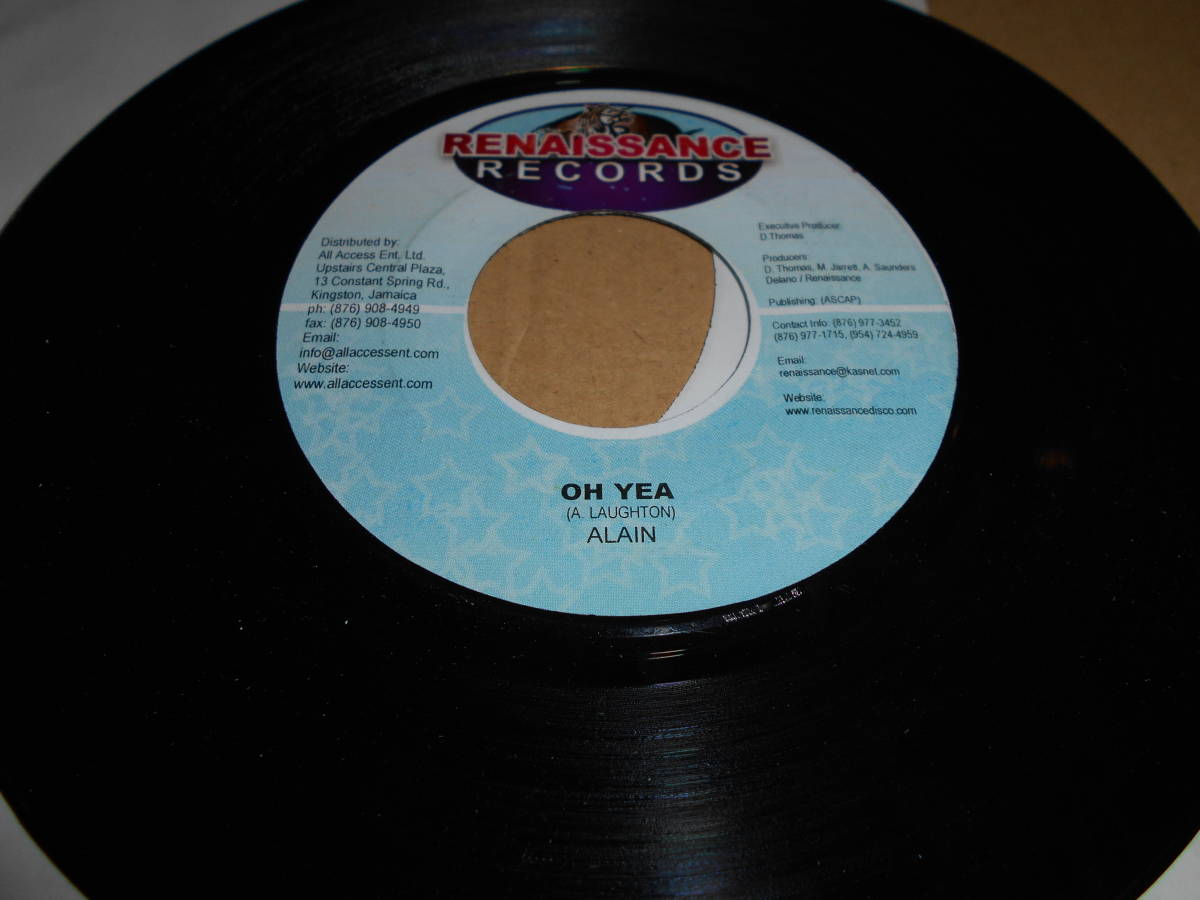 RENAISSANCE
RECORDS
Distributed by:
All Access Ent. Ltd.
Upstairs Central Plaza,
13 Constant Spring Rd.,
Kingston, Jamaica
ph: (876) 908-4949
fax: (876) 908-4950
Email:
info@allaccessent.com
Website:
www.allaccessent.com
Executive Producer:
D.Thomas
Producers:
D. Thomas, M. Jarrett, A. Saunders
Delano / Renaissance
Publishing: (ASCAP)
Contact Info: (876) 977-3452
(876) 977-1715, (954) 724-4959
Email:
renaissance@kasnet.com
Website:
www.renaissancedisco.com
OH YEA
(A. LAUGHTON)
ALAIN